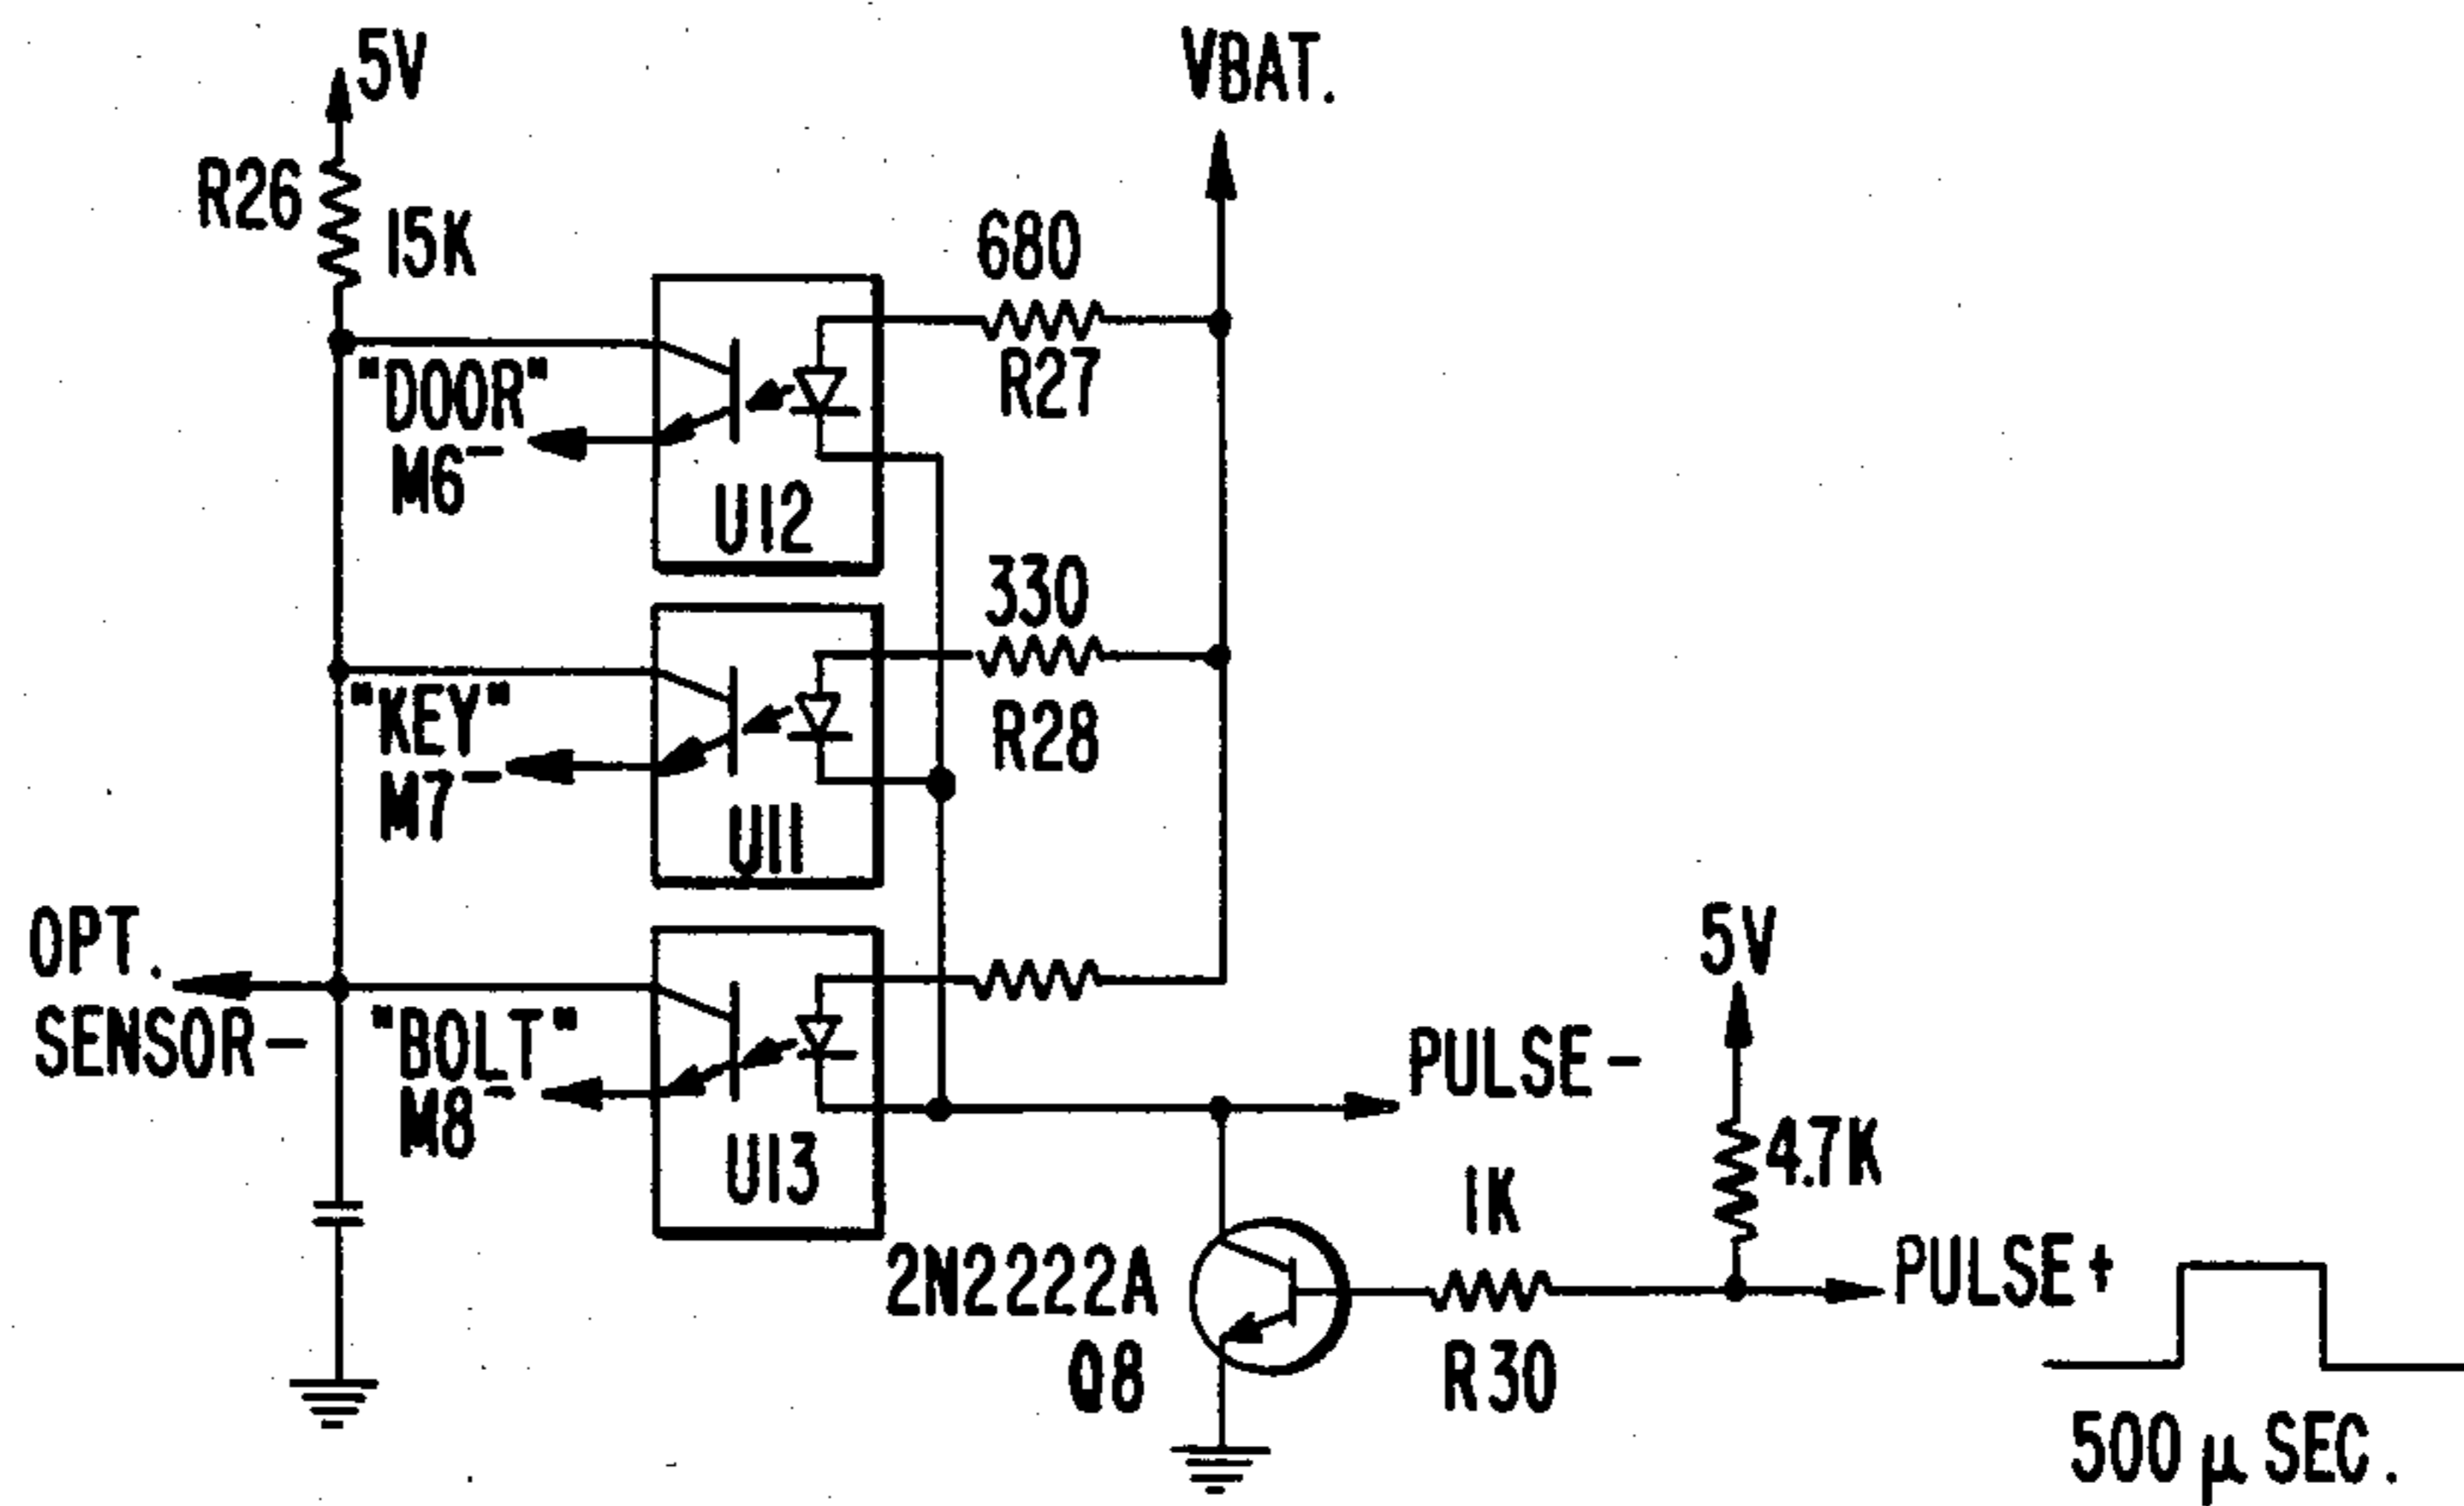 5V
VBAT.
R26
15K
680
R27
"DOOR"
M6-
U12
330
R28
"KEY"
M7-
U11
OPT.
SENSOR-
"BOLT"
M8-
U13
PULSE-
5V
4.7K
1K
2N2222A
Q8
R30
PULSE+
500 µ SEC.